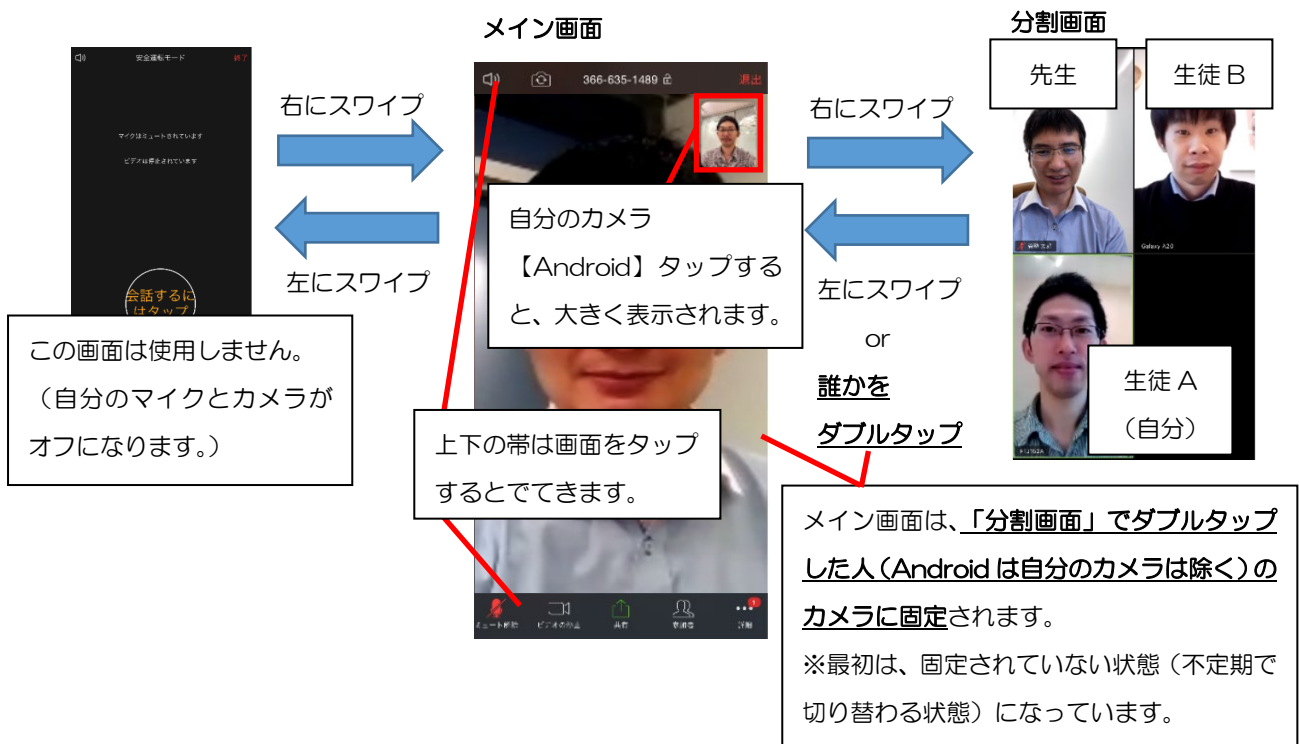 メイン画面
分割画面
安全運転モード
終了
マイクはミュートされています
ビデオは停止されています
会話するに
はタップ
この画面は使用しません。
（自分のマイクとカメラが
オフになります。）
右にスワイプ
左にスワイプ
366-635-1489
退出
自分のカメラ
【Android】タップする
と、大きく表示されます。
上下の帯は画面をタップ
するとでてきます。
ミュート解除
ビデオの停止
共有
参加者
詳細
1
右にスワイプ
左にスワイプ
or
誰かを
ダブルタップ
先生
生徒B
Galaxy A20
生徒A
（自分）
メイン画面は、「分割画面」でダブルタップ
した人（Androidは自分のカメラは除く）の
カメラに固定されます。
※最初は、固定されていない状態（不定期で
切り替わる状態）になっています。